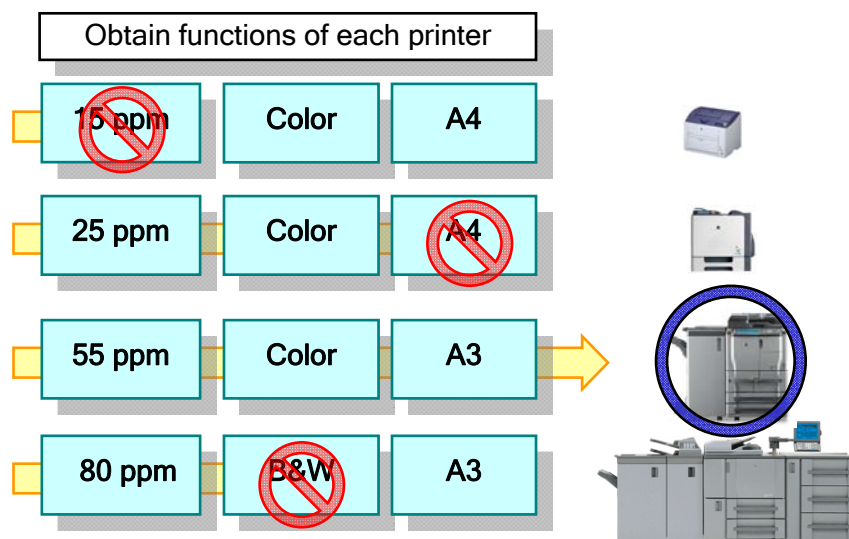 Obtain functions of each printer
15 ppm Color A4
25 ppm Color A4
55 ppm Color A3
80 ppm B&W A3